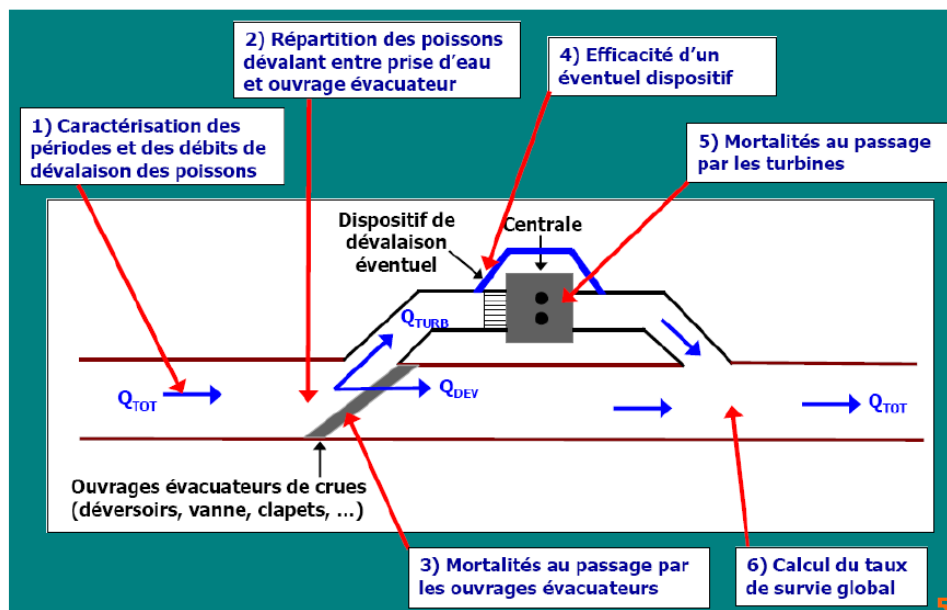 2) Répartition des poissons
dévalant entre prise d'eau
et ouvrage évacuateur
4) Efficacité d'un
éventuel dispositif
1) Caractérisation des
périodes et des débits de
dévalaison des poissons
5) Mortalités au passage
par les turbines
Dispositif de
dévalaison
éventuel
Centrale
QTURB
QTOT
QDEV
QTOT
Ouvrages évacuateurs de crues
(déversoirs, vanne, clapets, ...)
3) Mortalités au passage par
les ouvrages évacuateurs
6) Calcul du taux
de survie global